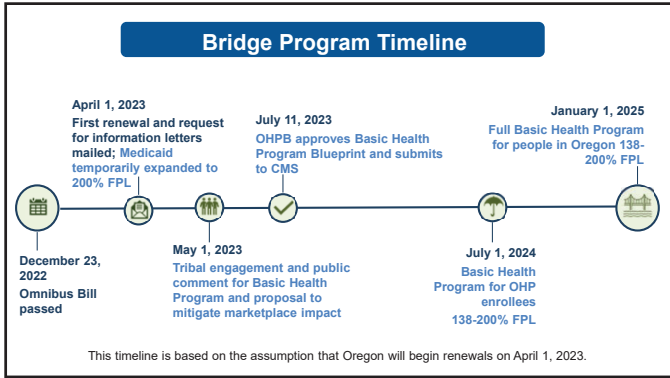 Bridge Program Timeline
April 1, 2023
First renewal and request
for information letters
mailed; Medicaid
temporarily expanded to
200% FPL
July 11, 2023
OHPB approves Basic Health
Program Blueprint and submits
to CMS
January 1, 2025
Full Basic Health Program
for people in Oregon 138-
200% FPL
December 23,
2022
Omnibus Bill
passed
May 1, 2023
Tribal engagement and public
comment for Basic Health
Program and proposal to
mitigate marketplace impact
July 1, 2024
Basic Health
Program for OHP
enrollees
138-200% FPL
This timeline is based on the assumption that Oregon will begin renewals on April 1, 2023.